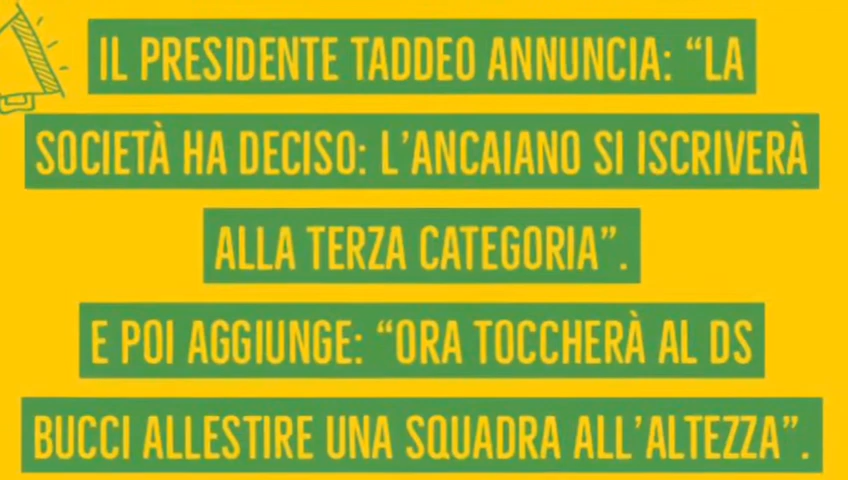 IL PRESIDENTE TADDEO ANNUNCIA: “LA
SOCIETÀ HA DECISO: L’ANCAIANO SI ISCRIVERÀ
ALLA TERZA CATEGORIA”.
E POI AGGIUNGE: “ORA TOCCHERÀ AL DS
BUCCI ALLESTIRE UNA SQUADRA ALL’ALTEZZA”.